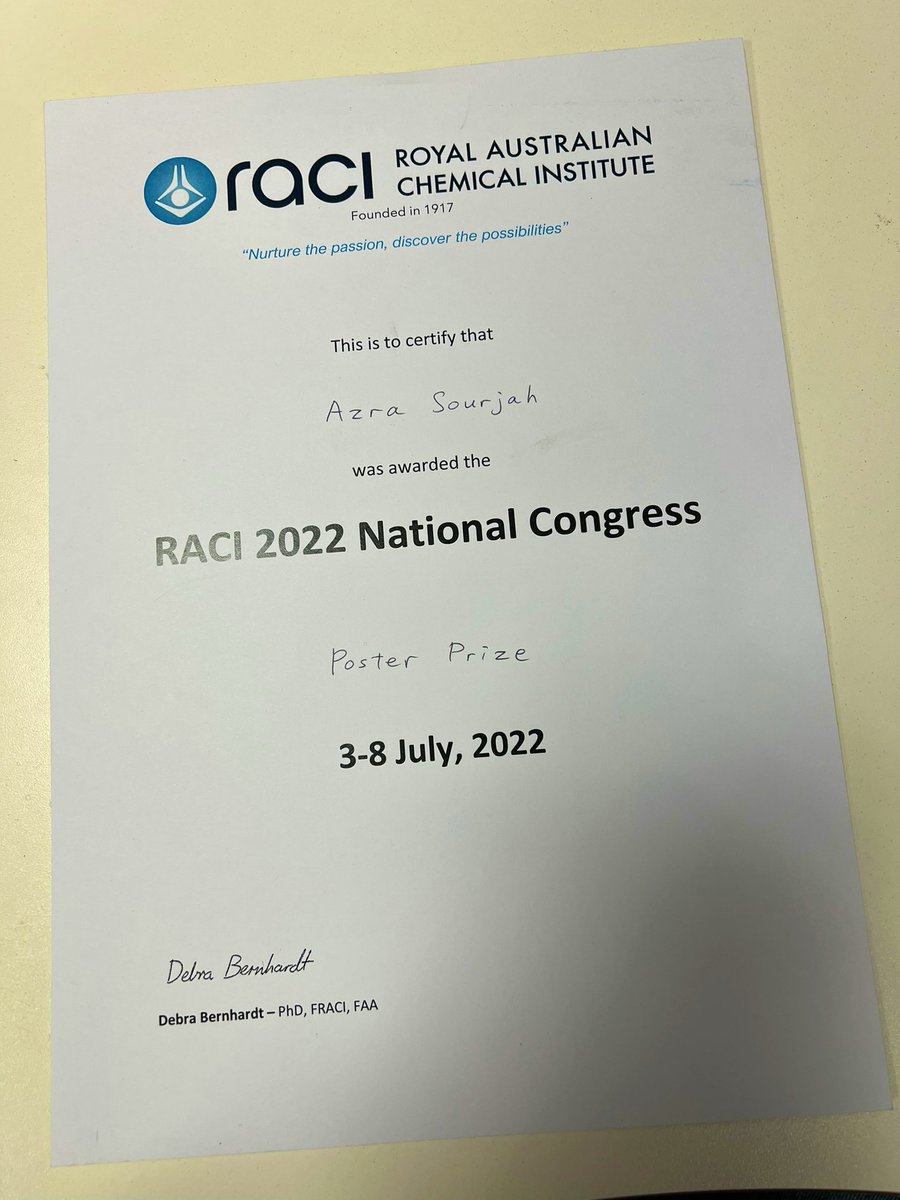 raci ROYAL AUSTRALIAN
CHEMICAL INSTITUTE
Founded in 1917
“Nurture the passion, discover the possibilities”
This is to certify that
Azra Sourjah
was awarded the
RACI 2022 National Congress
Poster Prize
3-8 July, 2022
Debra Bernhardt
Debra Bernhardt – PhD, FRACI, FAA